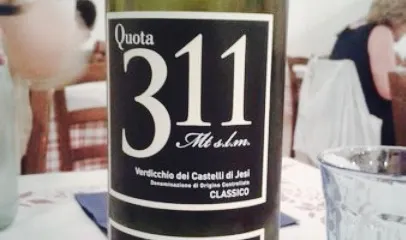 Quota
311
Mt s.l.m.
Verdicchio dei Castelli di Jesi
Denominazione di Origine Controllata
CLASSICO